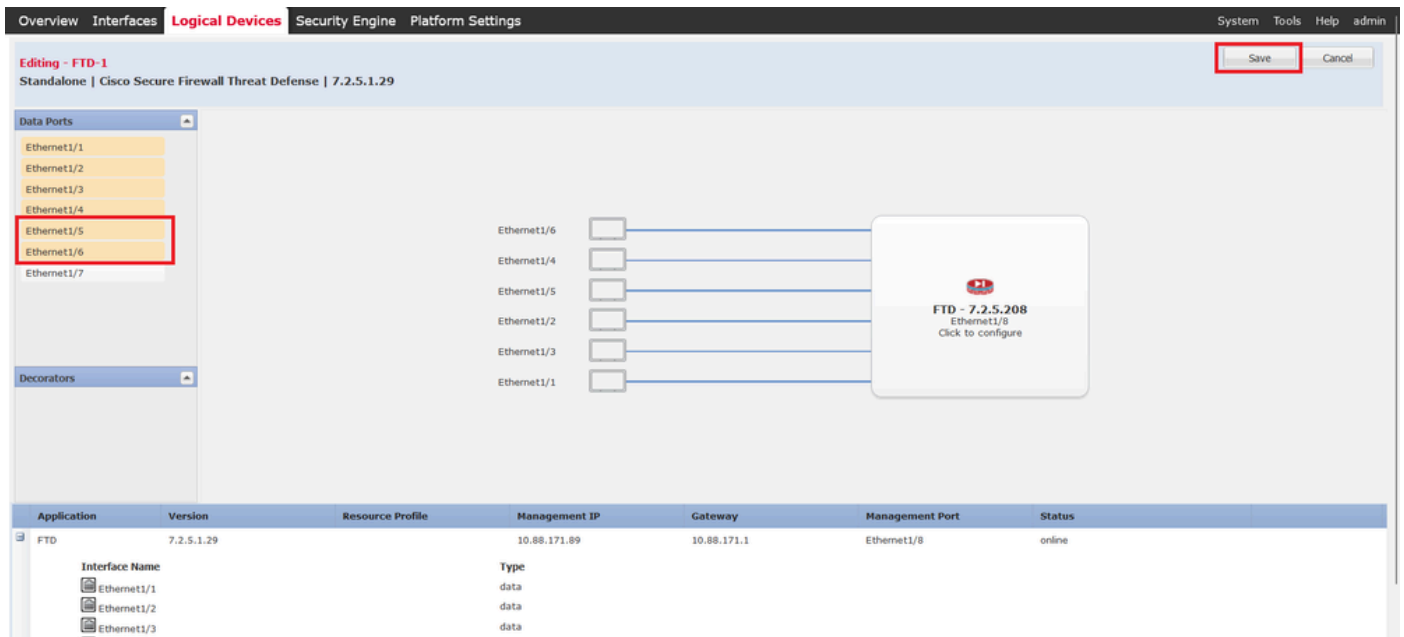 Overview Interfaces Logical Devices Security Engine Platform Settings System Tools Help admin
Editing - FTD-1
Standalone | Cisco Secure Firewall Threat Defense | 7.2.5.1.29
Save Cancel
Data Ports
Ethernet1/1
Ethernet1/2
Ethernet1/3
Ethernet1/4
Ethernet1/5
Ethernet1/6
Ethernet1/7
Decorators
Ethernet1/6
Ethernet1/4
Ethernet1/5
Ethernet1/2
Ethernet1/3
Ethernet1/1
FTD - 7.2.5.208
Ethernet1/8
Click to configure
Application Version Resource Profile Management IP Gateway Management Port Status
FTD 7.2.5.1.29 10.88.171.89 10.88.171.1 Ethernet1/8 online
Interface Name Type
Ethernet1/1 data
Ethernet1/2 data
Ethernet1/3 data